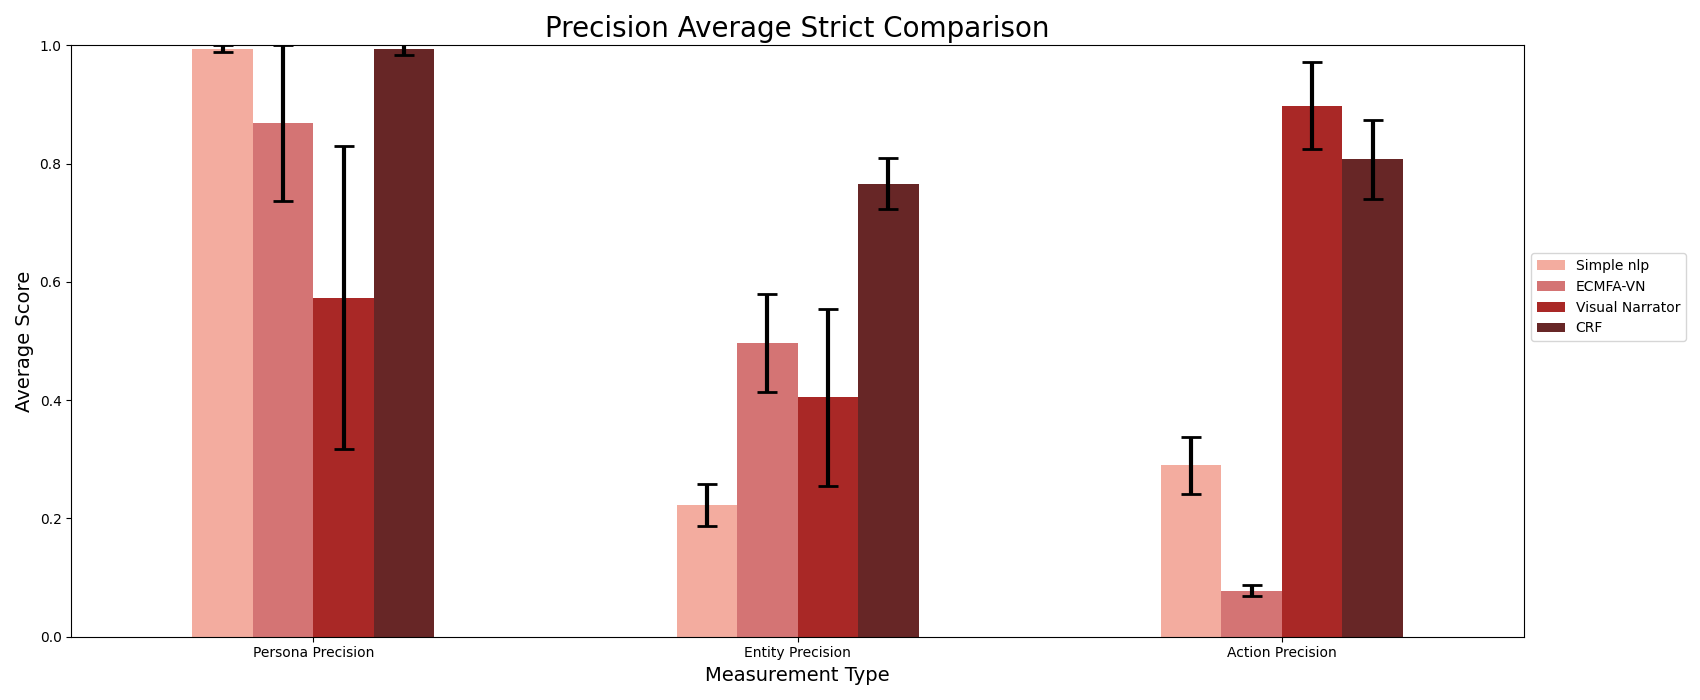 Precision Average Strict Comparison
1.0
0.8
0.6
0.4
0.2
0.0
Average Score
Persona Precision
Entity Precision
Action Precision
Measurement Type
Simple nlp
ECMFA-VN
Visual Narrator
CRF